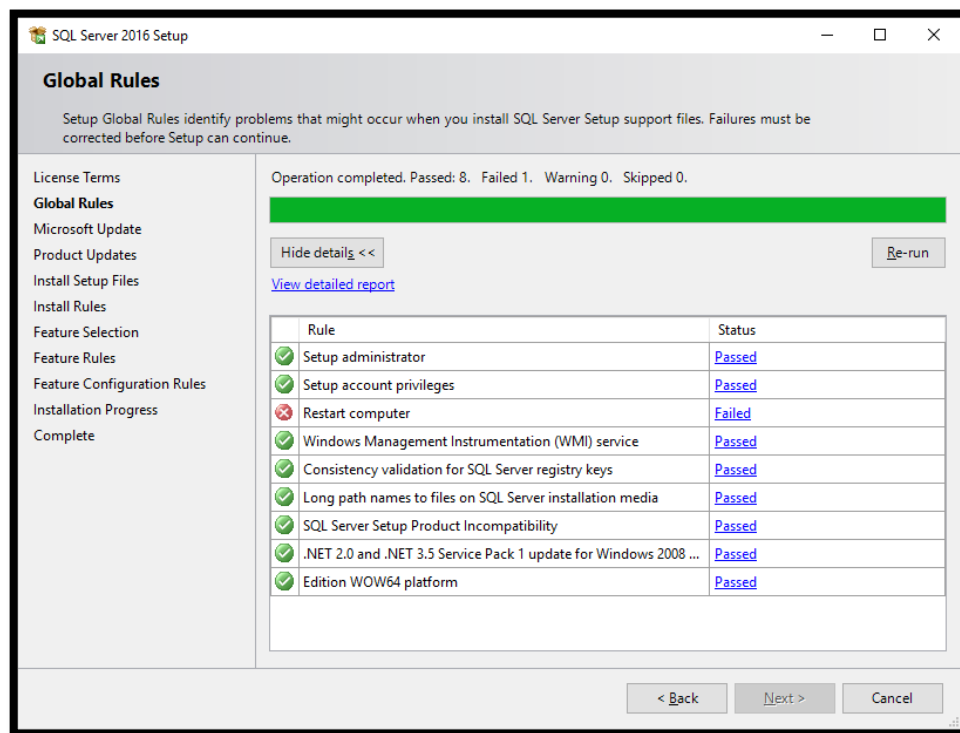 SQL Server 2016 Setup
Global Rules
Setup Global Rules identify problems that might occur when you install SQL Server Setup support files. Failures must be
corrected before Setup can continue.
License Terms
Global Rules
Microsoft Update
Product Updates
Install Setup Files
Install Rules
Feature Selection
Feature Rules
Feature Configuration Rules
Installation Progress
Complete
Operation completed. Passed: 8. Failed 1. Warning 0. Skipped 0.
Hide details <<
Re-run
View detailed report
Rule Status
Setup administrator Passed
Setup account privileges Passed
Restart computer Failed
Windows Management Instrumentation (WMI) service Passed
Consistency validation for SQL Server registry keys Passed
Long path names to files on SQL Server installation media Passed
SQL Server Setup Product Incompatibility Passed
.NET 2.0 and .NET 3.5 Service Pack 1 update for Windows 2008 ... Passed
Edition WOW64 platform Passed
< Back Next > Cancel